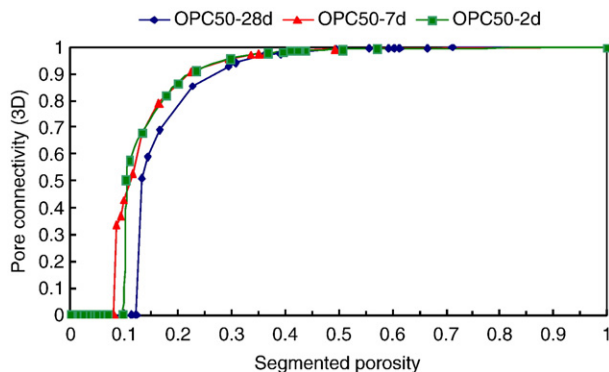 OPC50-28d OPC50-7d OPC50-2d
1
0.9
0.8
0.7
0.6
0.5
0.4
0.3
0.2
0.1
0
Pore connectivity (3D)
0 0.1 0.2 0.3 0.4 0.5 0.6 0.7 0.8 0.9 1
Segmented porosity